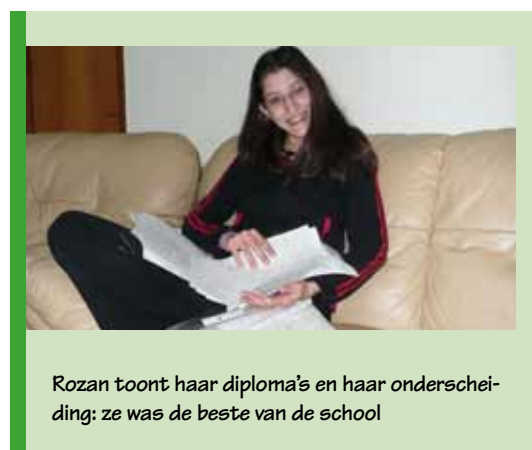 Rozan toont haar diploma's en haar onderschei-
ding: ze was de beste van de school